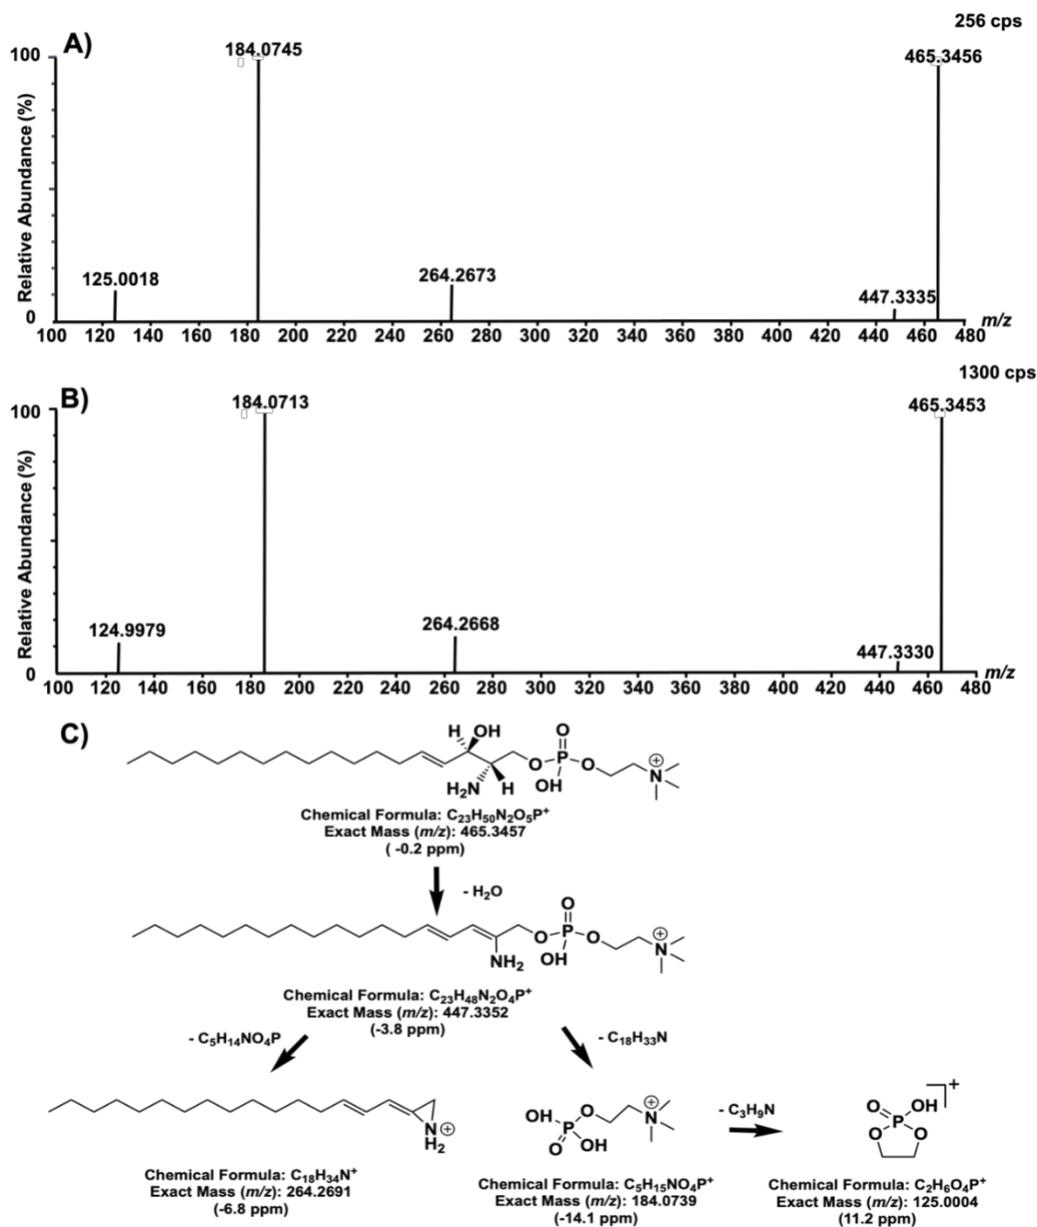 A)
256 cps
Relative Abundance (%)
100
0
184.0745
465.3456
125.0018
264.2673
447.3335
100 120 140 160 180 200 220 240 260 280 300 320 340 360 380 400 420 440 460 480 m/z
B)
1300 cps
Relative Abundance (%)
100
0
184.0713
465.3453
124.9979
264.2668
447.3330
100 120 140 160 180 200 220 240 260 280 300 320 340 360 380 400 420 440 460 480 m/z
C)
H OH O
O P O
H₂N H OH N ⊕
Chemical Formula: C₂₃H₅₀N₂O₅P⁺
Exact Mass (m/z): 465.3457
( -0.2 ppm)
- H₂O
O
O P O
NH₂ OH N ⊕
Chemical Formula: C₂₃H₄₈N₂O₄P⁺
Exact Mass (m/z): 447.3352
(-3.8 ppm)
- C₅H₁₄NO₄P
- C₁₈H₃₃N
N ⊕
H₂
Chemical Formula: C₁₈H₃₄N⁺
Exact Mass (m/z): 264.2691
(-6.8 ppm)
OH O N ⊕
P
O OH
Chemical Formula: C₅H₁₅NO₄P⁺
Exact Mass (m/z): 184.0739
(-14.1 ppm)
- C₃H₉N
O OH +
P
O O
Chemical Formula: C₂H₆O₄P⁺
Exact Mass (m/z): 125.0004
(11.2 ppm)